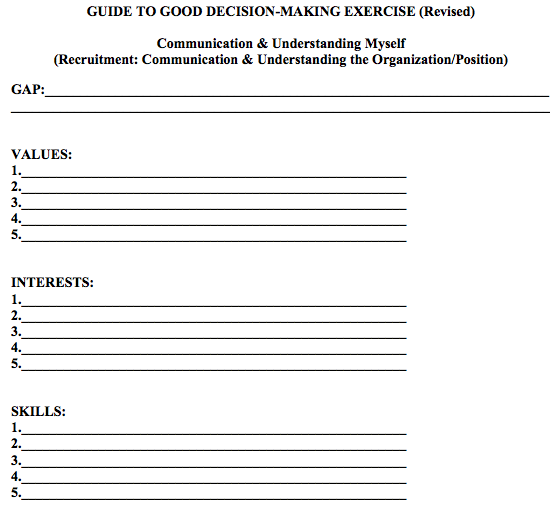 GUIDE TO GOOD DECISION-MAKING EXERCISE (Revised)
Communication & Understanding Myself
(Recruitment: Communication & Understanding the Organization/Position)
GAP:
VALUES:
1.
2.
3.
4.
5.
INTERESTS:
1.
2.
3.
4.
5.
SKILLS:
1.
2.
3.
4.
5.